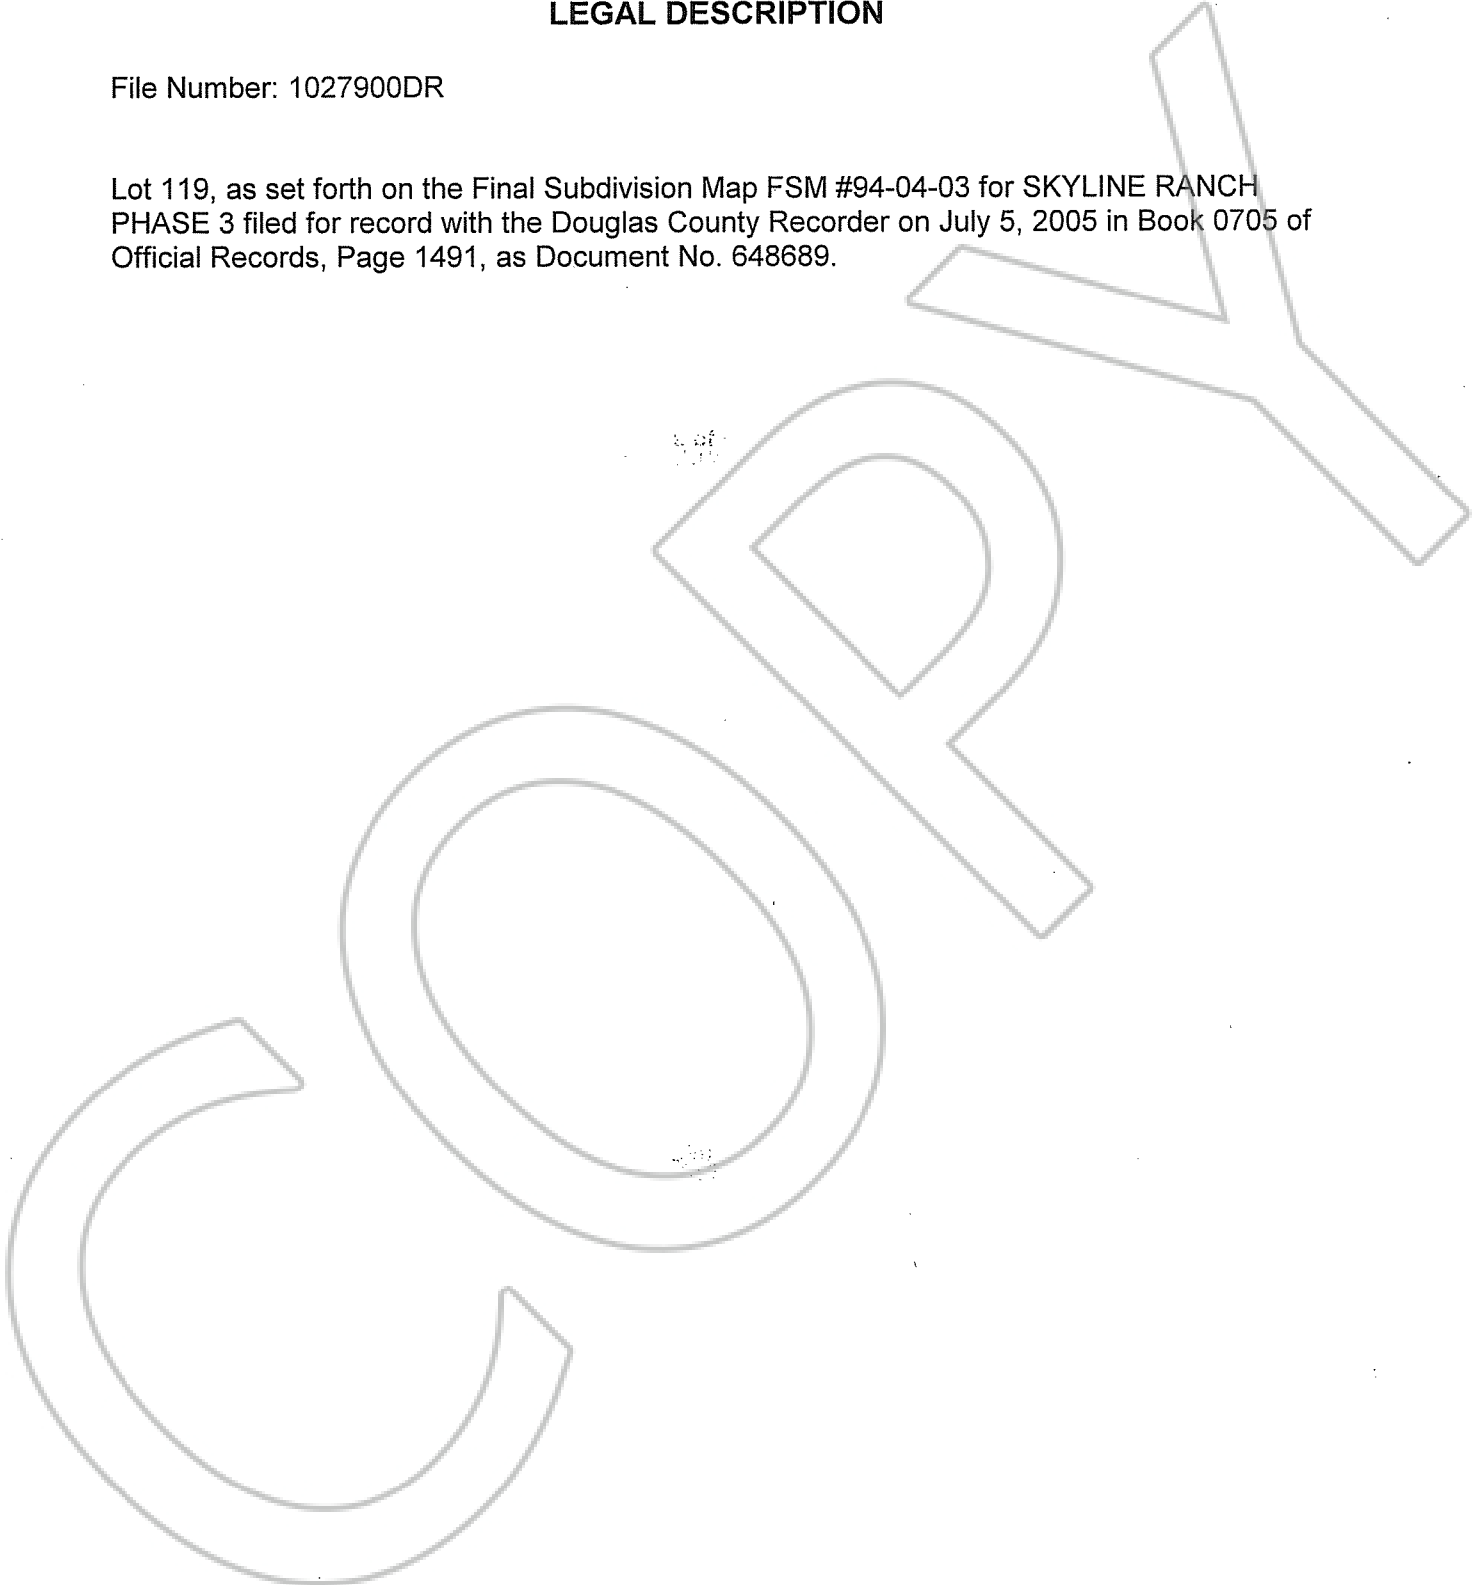 LEGAL DESCRIPTION
File Number: 1027900DR
Lot 119, as set forth on the Final Subdivision Map FSM #94-04-03 for SKYLINE RANCH
PHASE 3 filed for record with the Douglas County Recorder on July 5, 2005 in Book 0705 of
Official Records, Page 1491, as Document No. 648689.
COPY